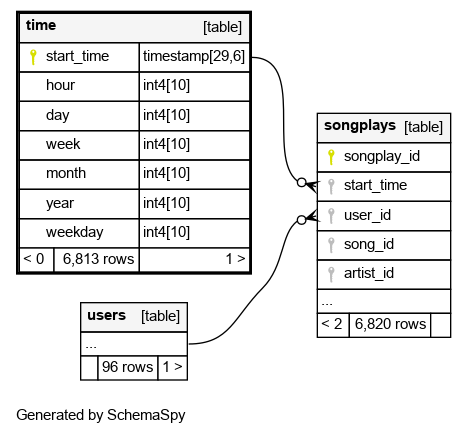 time [table]
start_time timestamp[29,6]
hour int4[10]
day int4[10]
week int4[10]
month int4[10]
year int4[10]
weekday int4[10]
< 0 6,813 rows 1 >
songplays [table]
songplay_id
start_time
user_id
song_id
artist_id
...
< 2 6,820 rows
users [table]
...
96 rows 1 >
Generated by SchemaSpy